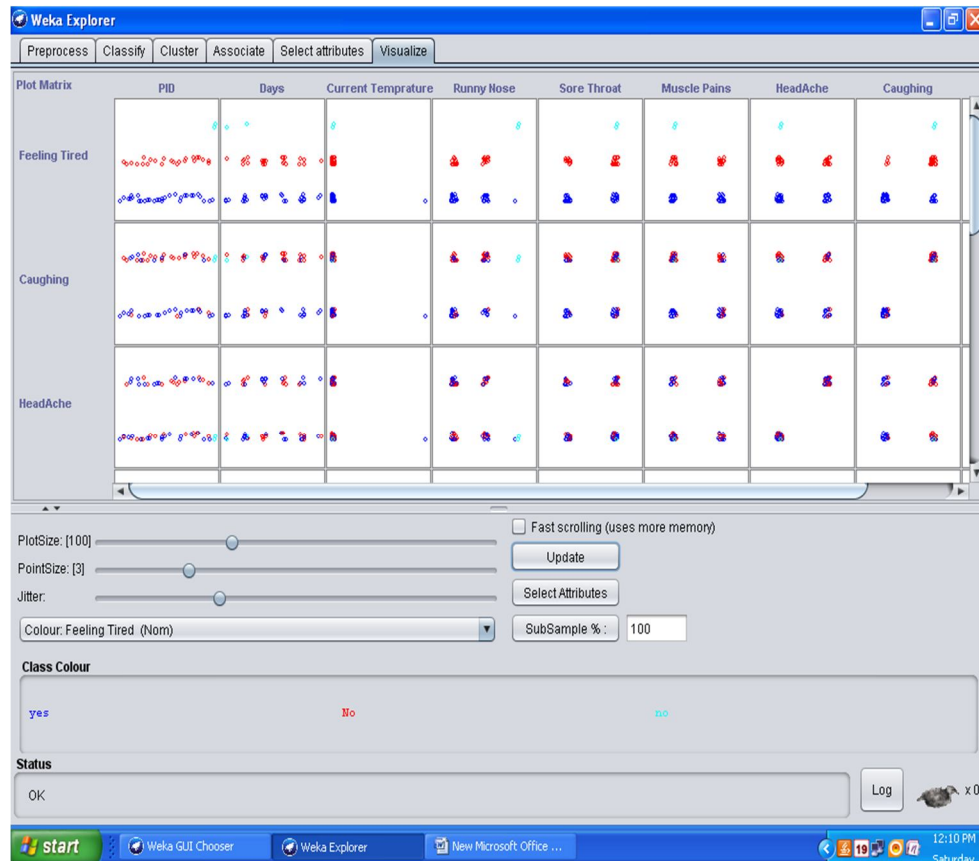 Weka Explorer
Preprocess Classify Cluster Associate Select attributes Visualize
Plot Matrix PID Days Current Temprature Runny Nose Sore Throat Muscle Pains HeadAche Caughing
Feeling Tired
Caughing
HeadAche
Fast scrolling (uses more memory)
PlotSize: [100]
Update
PointSize: [3]
Select Attributes
Jitter:
Colour: Feeling Tired (Nom)
SubSample % : 100
Class Colour
yes No no
Status
OK
Log
x 0
start Weka GUI Chooser Weka Explorer New Microsoft Office ... 19 12:10 PM
Saturday